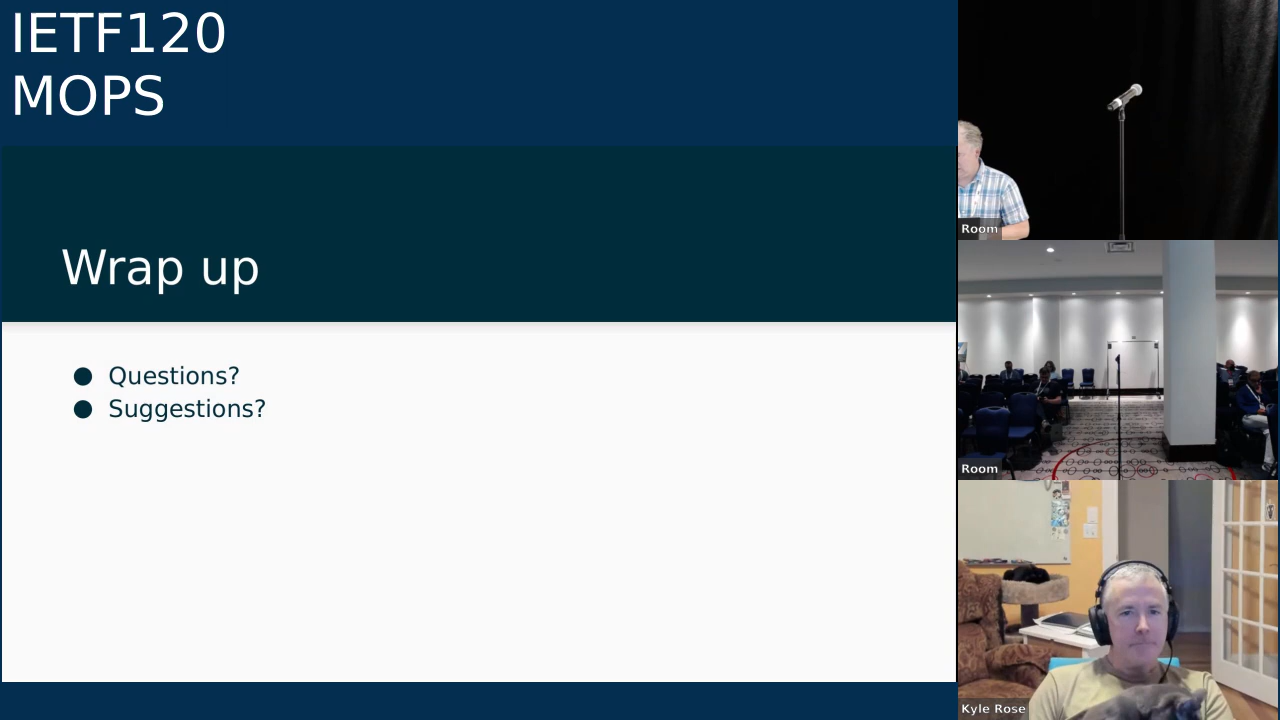 IETF120
MOPS
Wrap up
● Questions?
● Suggestions?
Room
Room
Kyle Rose